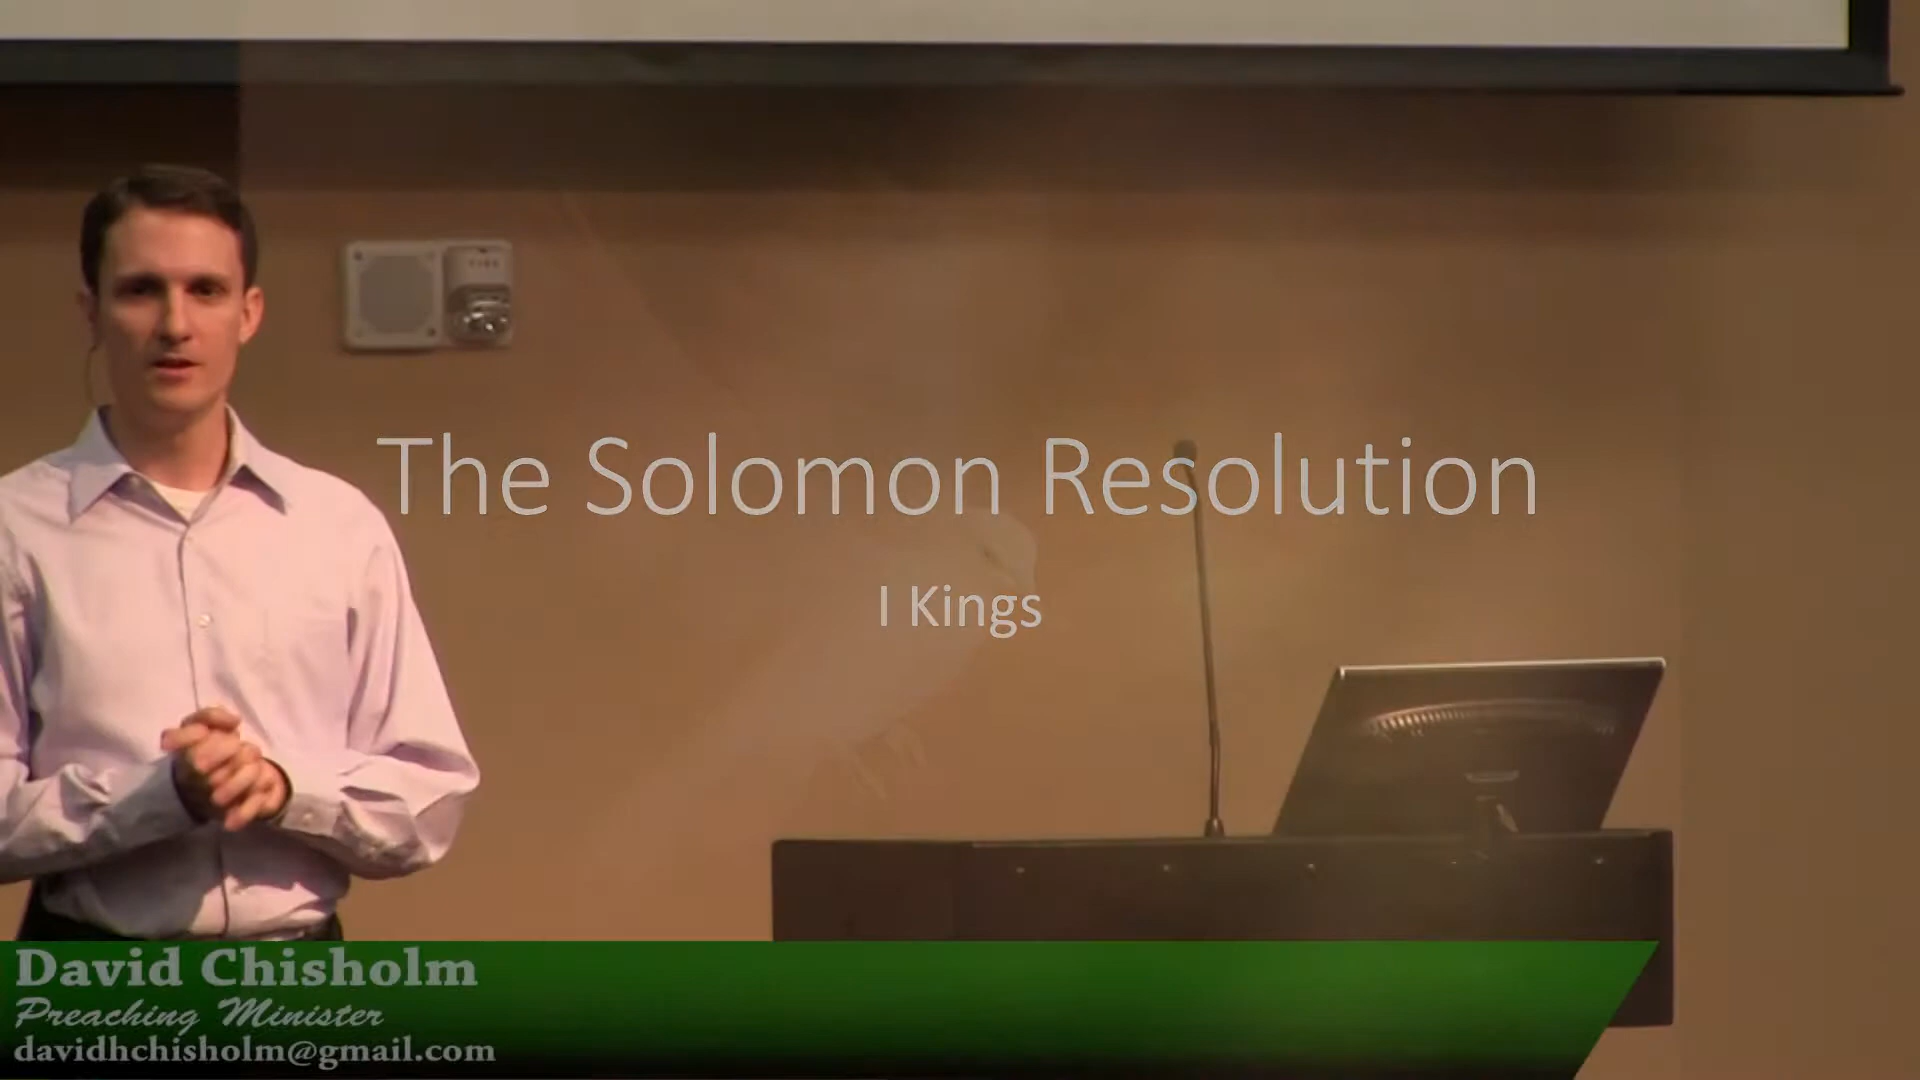 The Solomon Resolution
I Kings
David Chisholm
Preaching Minister
davidhchisholm@gmail.com